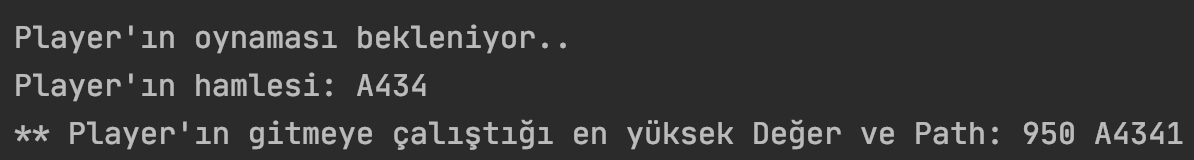 Player'ın oynaması bekleniyor..
Player'ın hamlesi: A434
** Player'ın gitmeye çalıştığı en yüksek Değer ve Path: 950 A4341